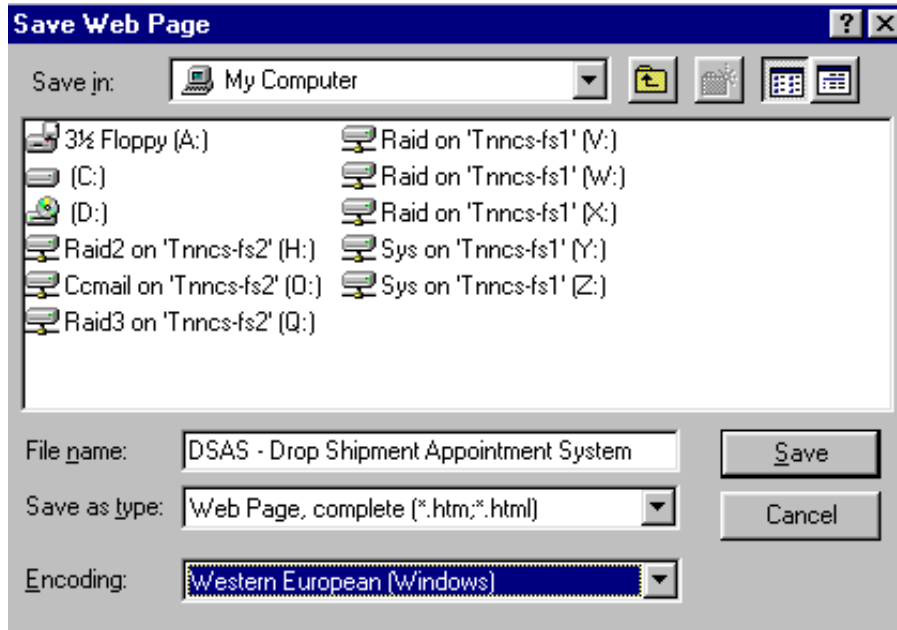 Save Web Page
Save in: My Computer
3½ Floppy (A:)
(C:)
(D:)
Raid2 on 'Tnncs-fs2' (H:)
Ccmail on 'Tnncs-fs2' (O:)
Raid3 on 'Tnncs-fs2' (Q:)
Raid on 'Tnncs-fs1' (V:)
Raid on 'Tnncs-fs1' (W:)
Raid on 'Tnncs-fs1' (X:)
Sys on 'Tnncs-fs1' (Y:)
Sys on 'Tnncs-fs1' (Z:)
File name: DSAS - Drop Shipment Appointment System
Save
Save as type: Web Page, complete (*.htm;*.html)
Cancel
Encoding: Western European (Windows)